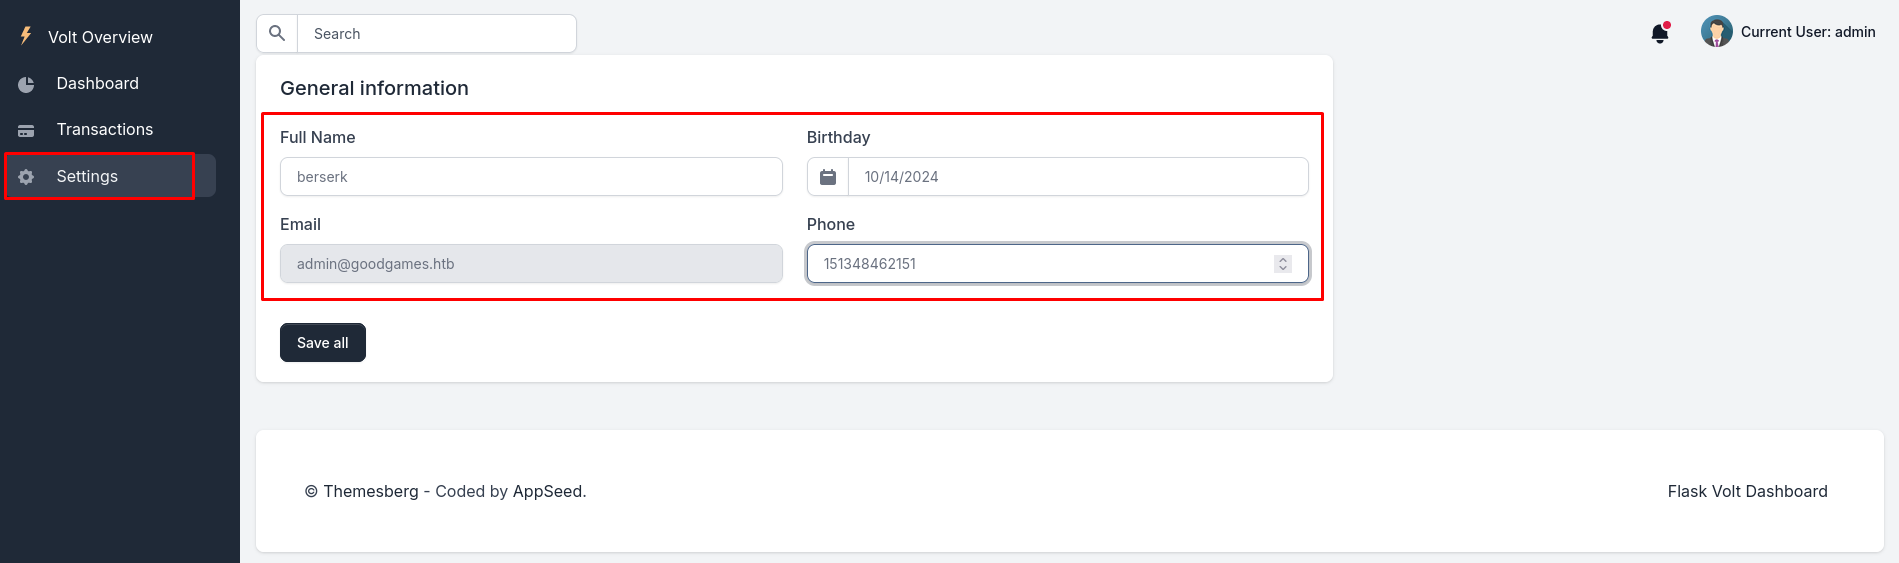 Volt Overview
Dashboard
Transactions
Settings
Search
Current User: admin
General information
Full Name
Birthday
berserk
10/14/2024
Email
Phone
admin@goodgames.htb
151348462151
Save all
© Themesberg - Coded by AppSeed.
Flask Volt Dashboard